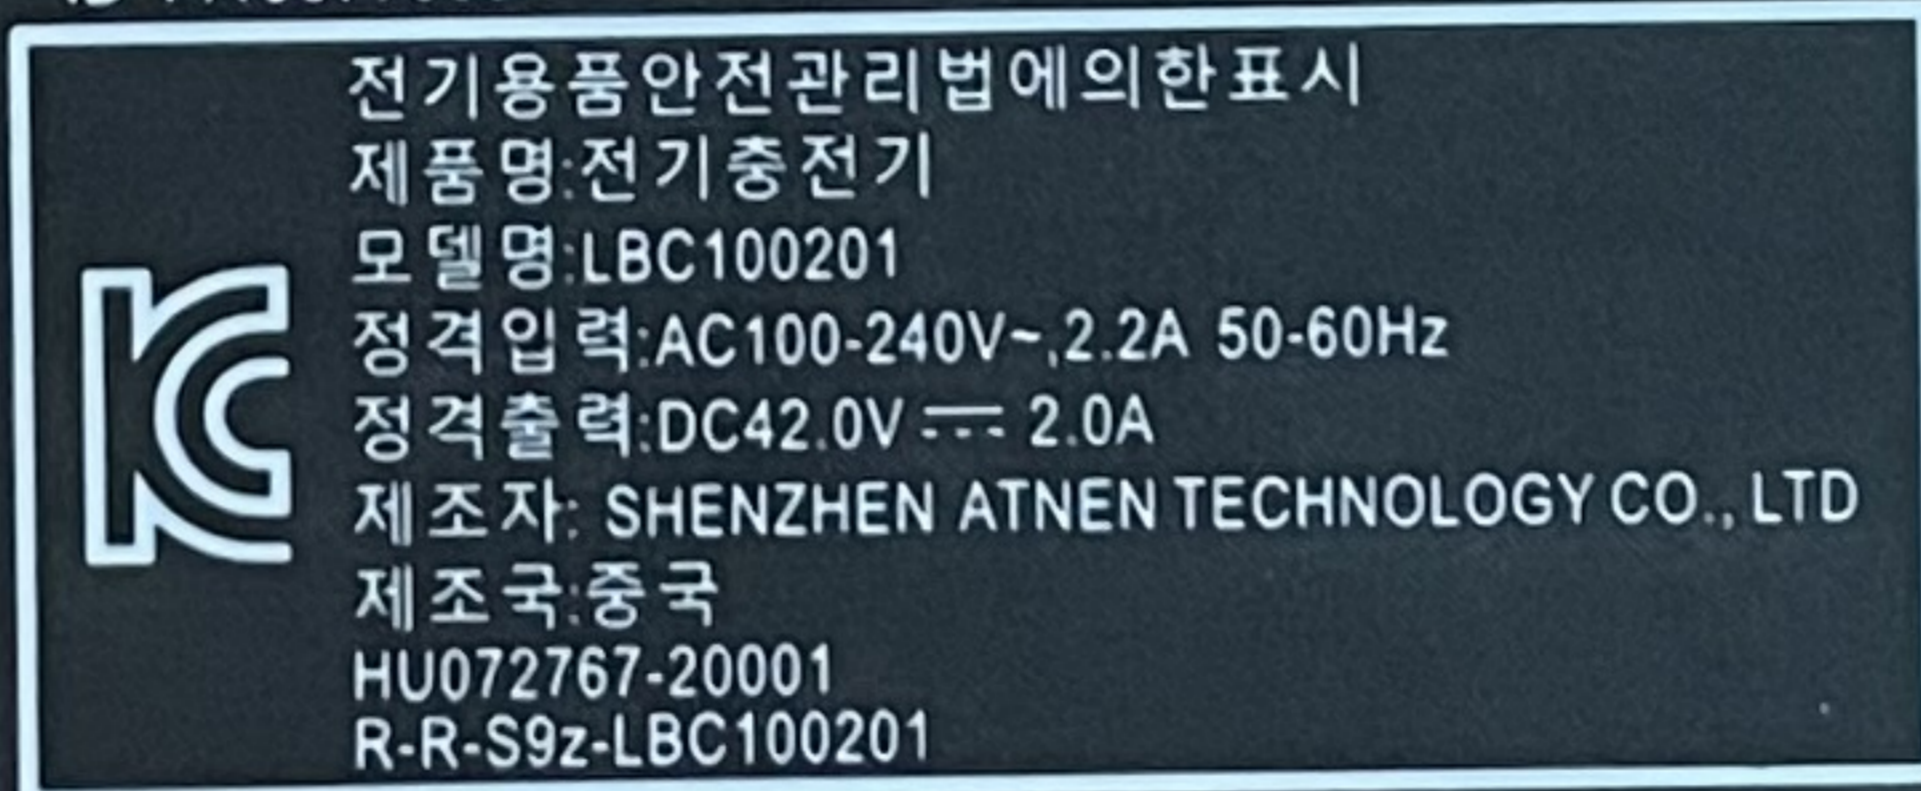 전기용품안전관리법에의한표시
제품명:전기충전기
모델명:LBC100201
정격입력:AC100-240V~,2.2A 50-60Hz
정격출력:DC42.0V ⎓ 2.0A
제조자: SHENZHEN ATNEN TECHNOLOGY CO., LTD
제조국:중국
HU072767-20001
R-R-S9z-LBC100201